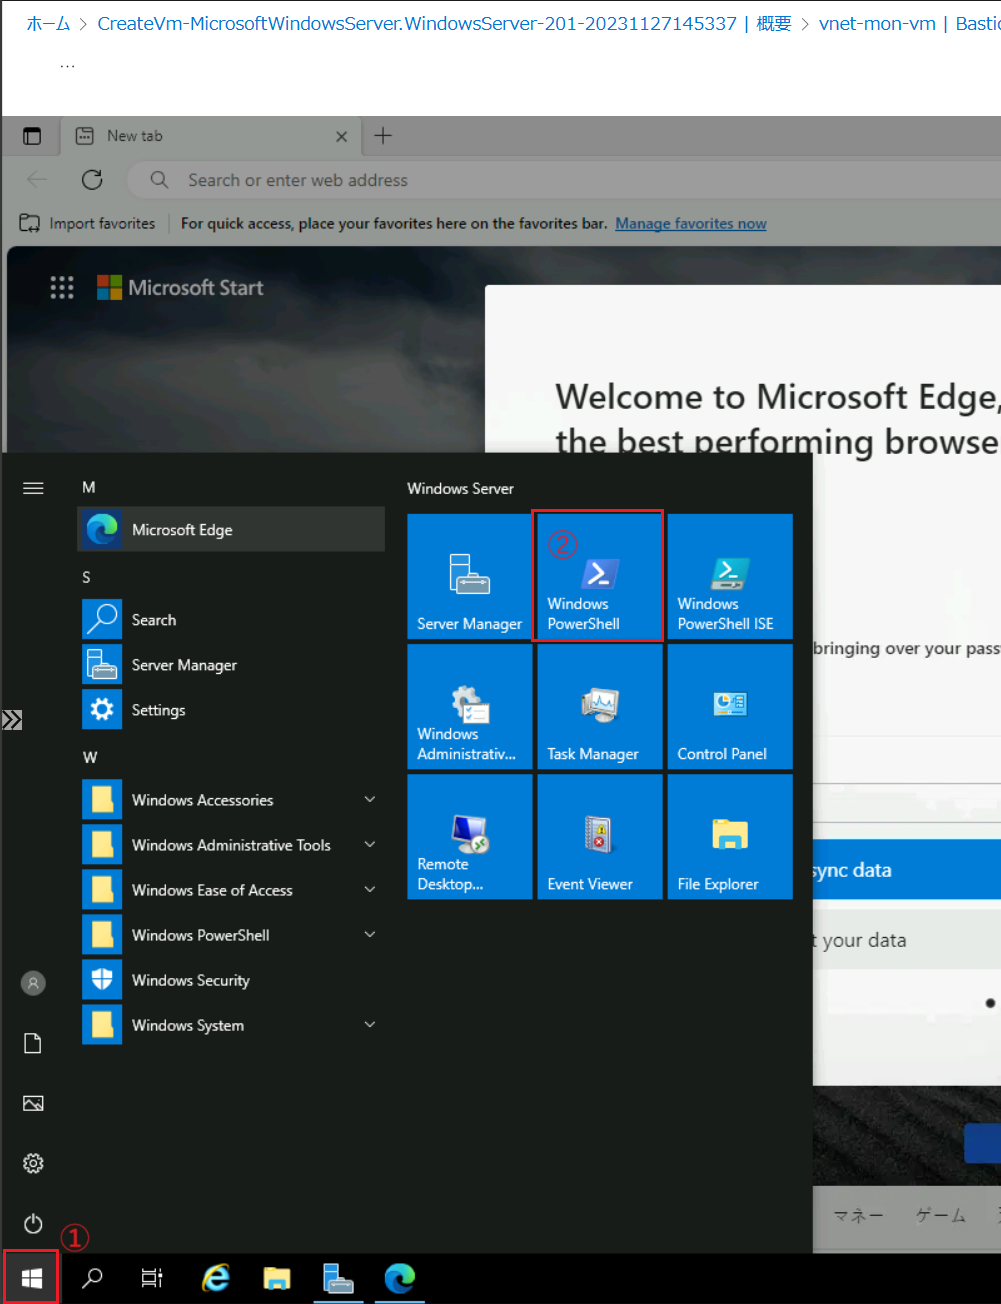 ホーム > CreateVm-MicrosoftWindowsServer.WindowsServer-201-20231127145337 | 概要 > vnet-mon-vm | Bastio
...
New tab
Search or enter web address
Import favorites
For quick access, place your favorites here on the favorites bar. Manage favorites now
Microsoft Start
Welcome to Microsoft Edge,
the best performing browse
M
Microsoft Edge
S
Search
Server Manager
Settings
W
Windows Accessories
Windows Administrative Tools
Windows Ease of Access
Windows PowerShell
Windows Security
Windows System
Windows Server
Server Manager
②
Windows
PowerShell
Windows
PowerShell ISE
Windows
Administrativ...
Task Manager
Control Panel
Remote
Desktop...
Event Viewer
File Explorer
bringing over your pass
sync data
t your data
マネー
ゲーム
①